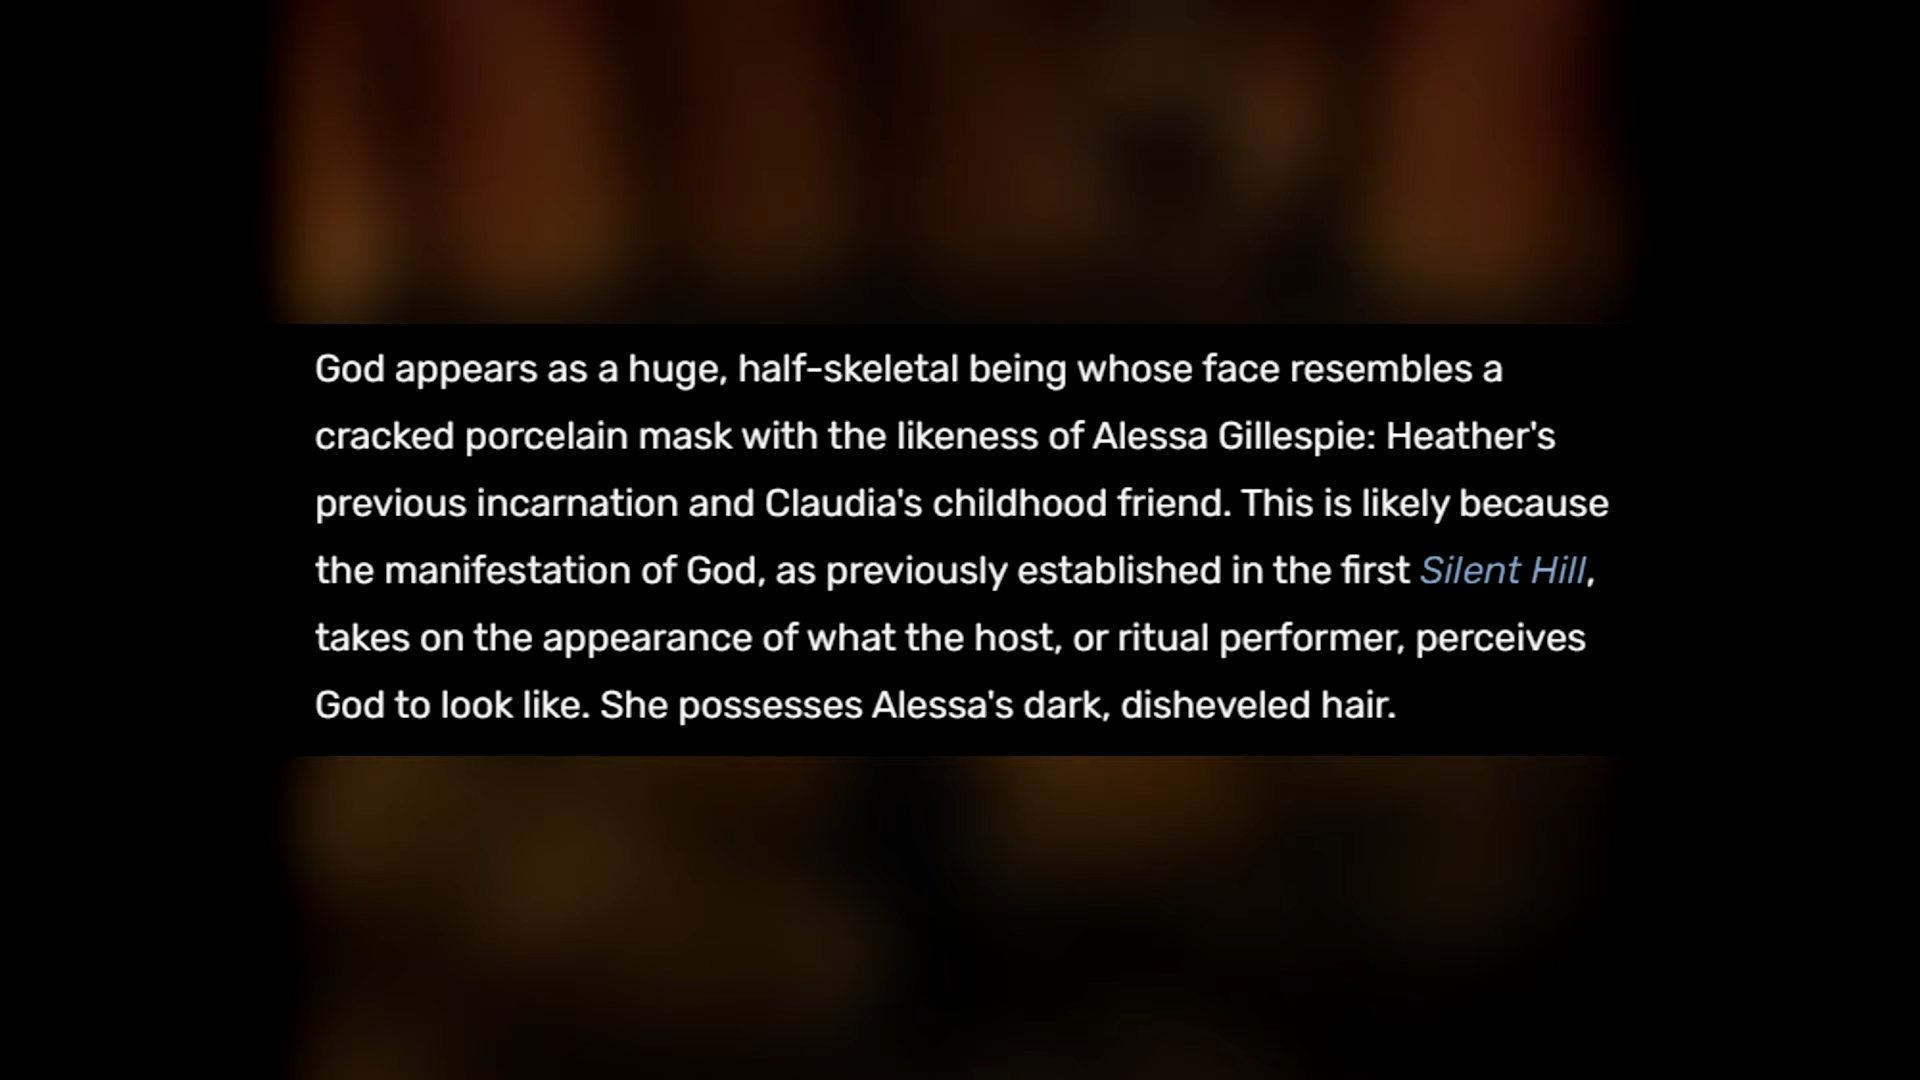 God appears as a huge, half-skeletal being whose face resembles a
cracked porcelain mask with the likeness of Alessa Gillespie: Heather's
previous incarnation and Claudia's childhood friend. This is likely because
the manifestation of God, as previously established in the first Silent Hill,
takes on the appearance of what the host, or ritual performer, perceives
God to look like. She possesses Alessa's dark, disheveled hair.